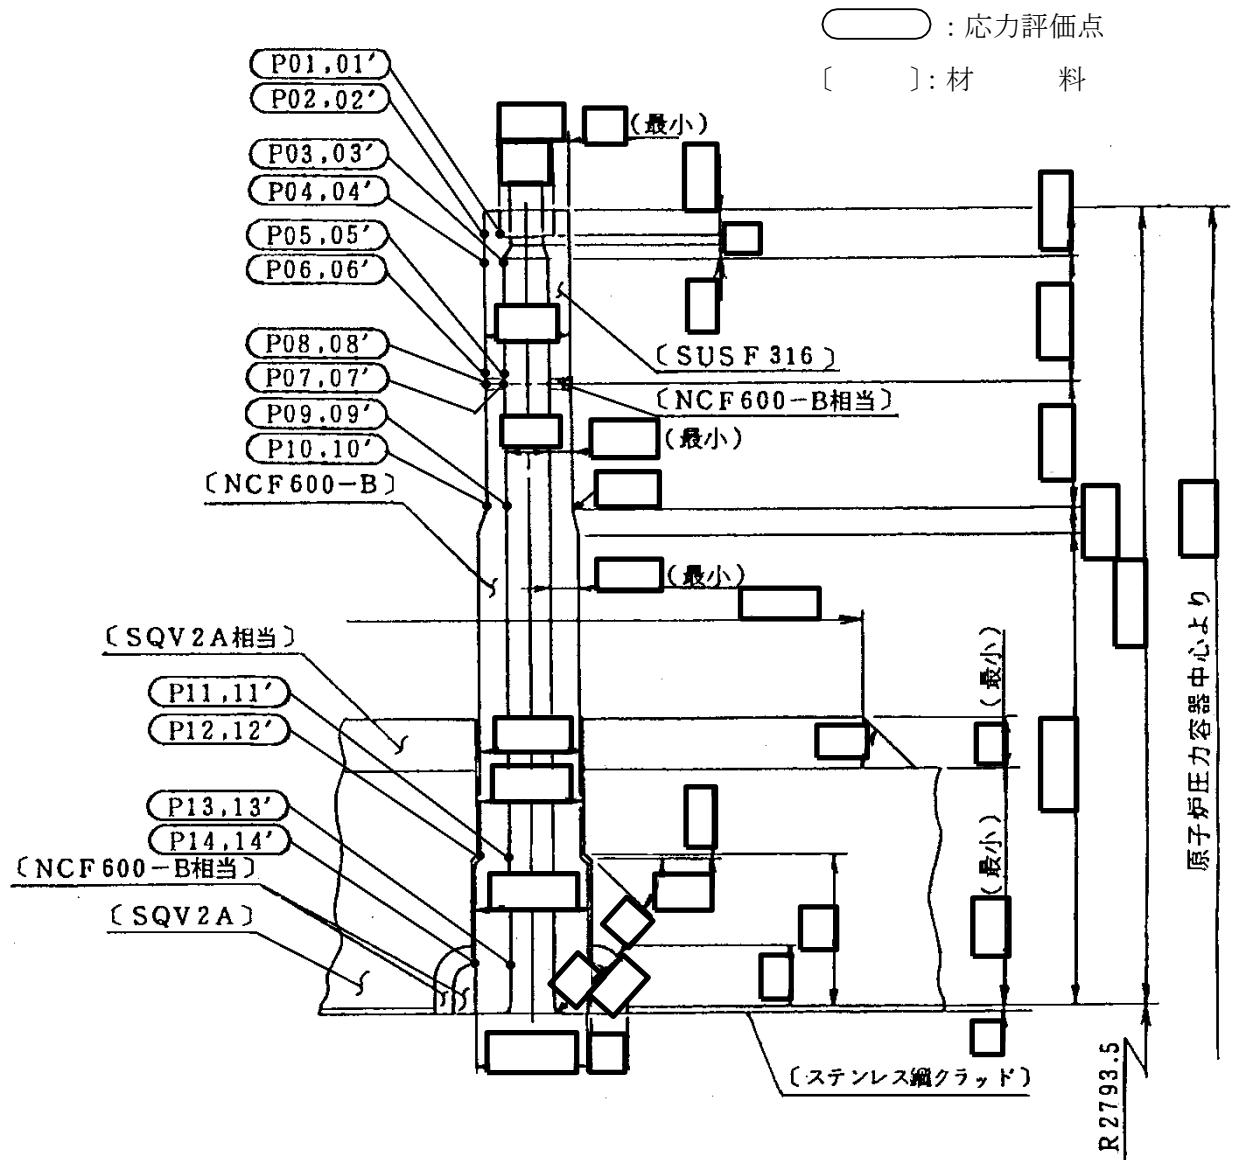 ：応力評価点
〔　　〕：材　　料
P01,01′
P02,02′
(最小)
P03,03′
P04,04′
P05,05′
P06,06′
P08,08′
〔SUS F 316〕
P07,07′
〔NCF600－B相当〕
P09,09′
(最小)
P10,10′
〔NCF600－B〕
(最小)
原子炉圧力容器中心より
〔SQV2A相当〕
(最小)
P11,11′
P12,12′
P13,13′
P14,14′
(最小)
〔NCF600－B相当〕
〔SQV2A〕
〔ステンレス鋼クラッド〕
R2793.5